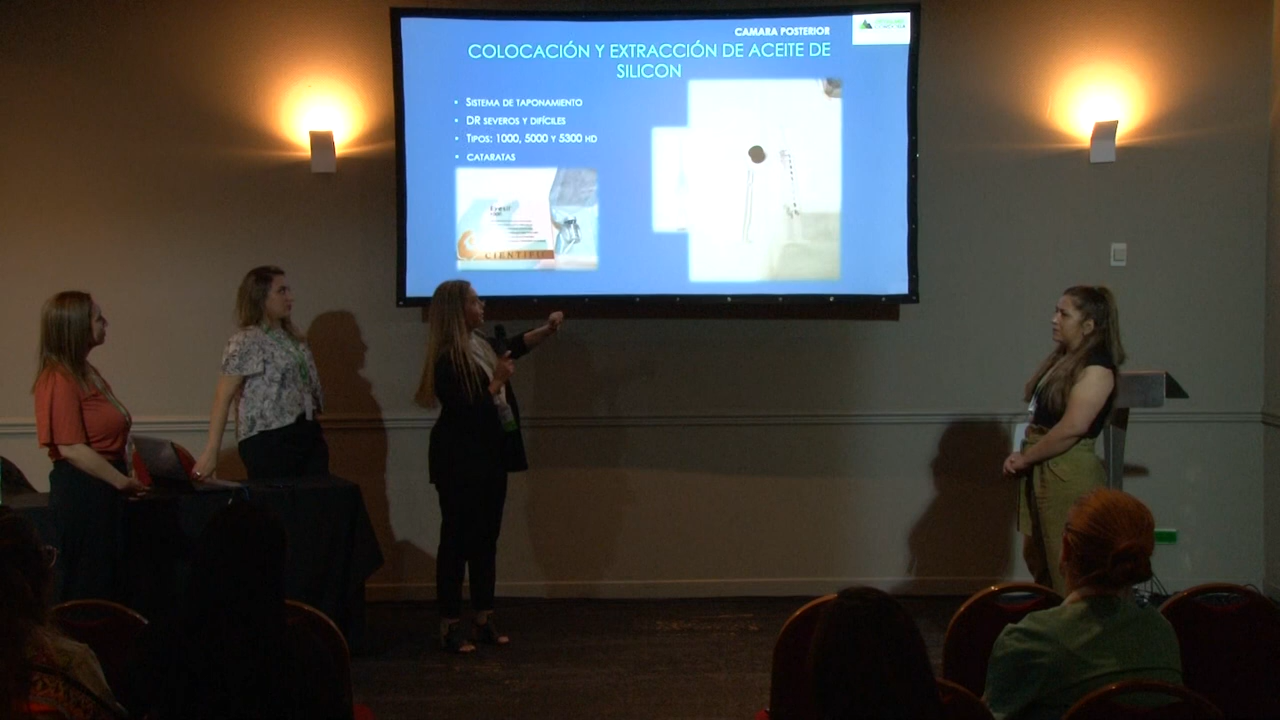 CAMARA POSTERIOR
COLOCACIÓN Y EXTRACCIÓN DE ACEITE DE
SILICON
• SISTEMA DE TAPONAMIENTO
• DR SEVEROS Y DIFÍCILES
• TIPOS: 1000, 5000 Y 5300 HD
• CATARATAS